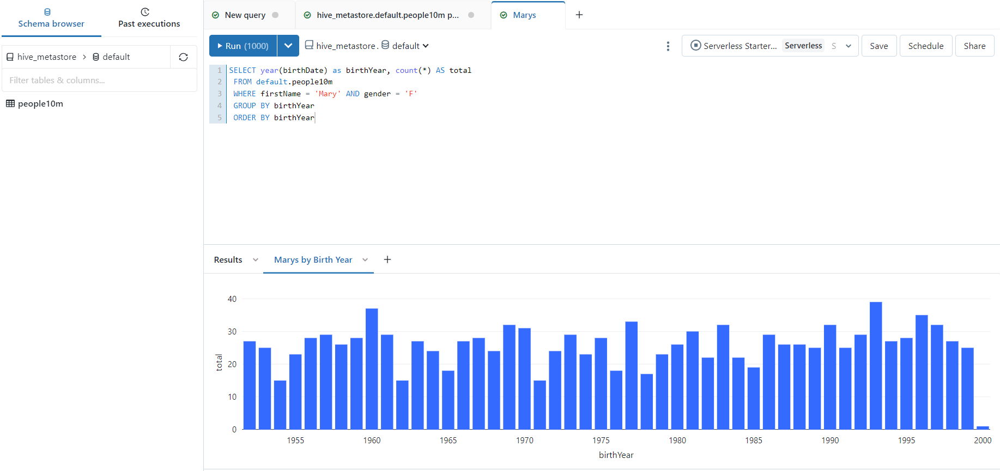 Schema browser
Past executions
hive_metastore > default
Filter tables & columns...
people10m
New query
hive_metastore.default.people10m p...
Marys
Run (1000)
hive_metastore. default
Serverless Starter... Serverless S
Save
Schedule
Share
1 SELECT year(birthDate) as birthYear, count(*) AS total
2 FROM default.people10m
3 WHERE firstName = 'Mary' AND gender = 'F'
4 GROUP BY birthYear
5 ORDER BY birthYear
Results
Marys by Birth Year
40
30
20
10
0
total
1955 1960 1965 1970 1975 1980 1985 1990 1995 2000
birthYear